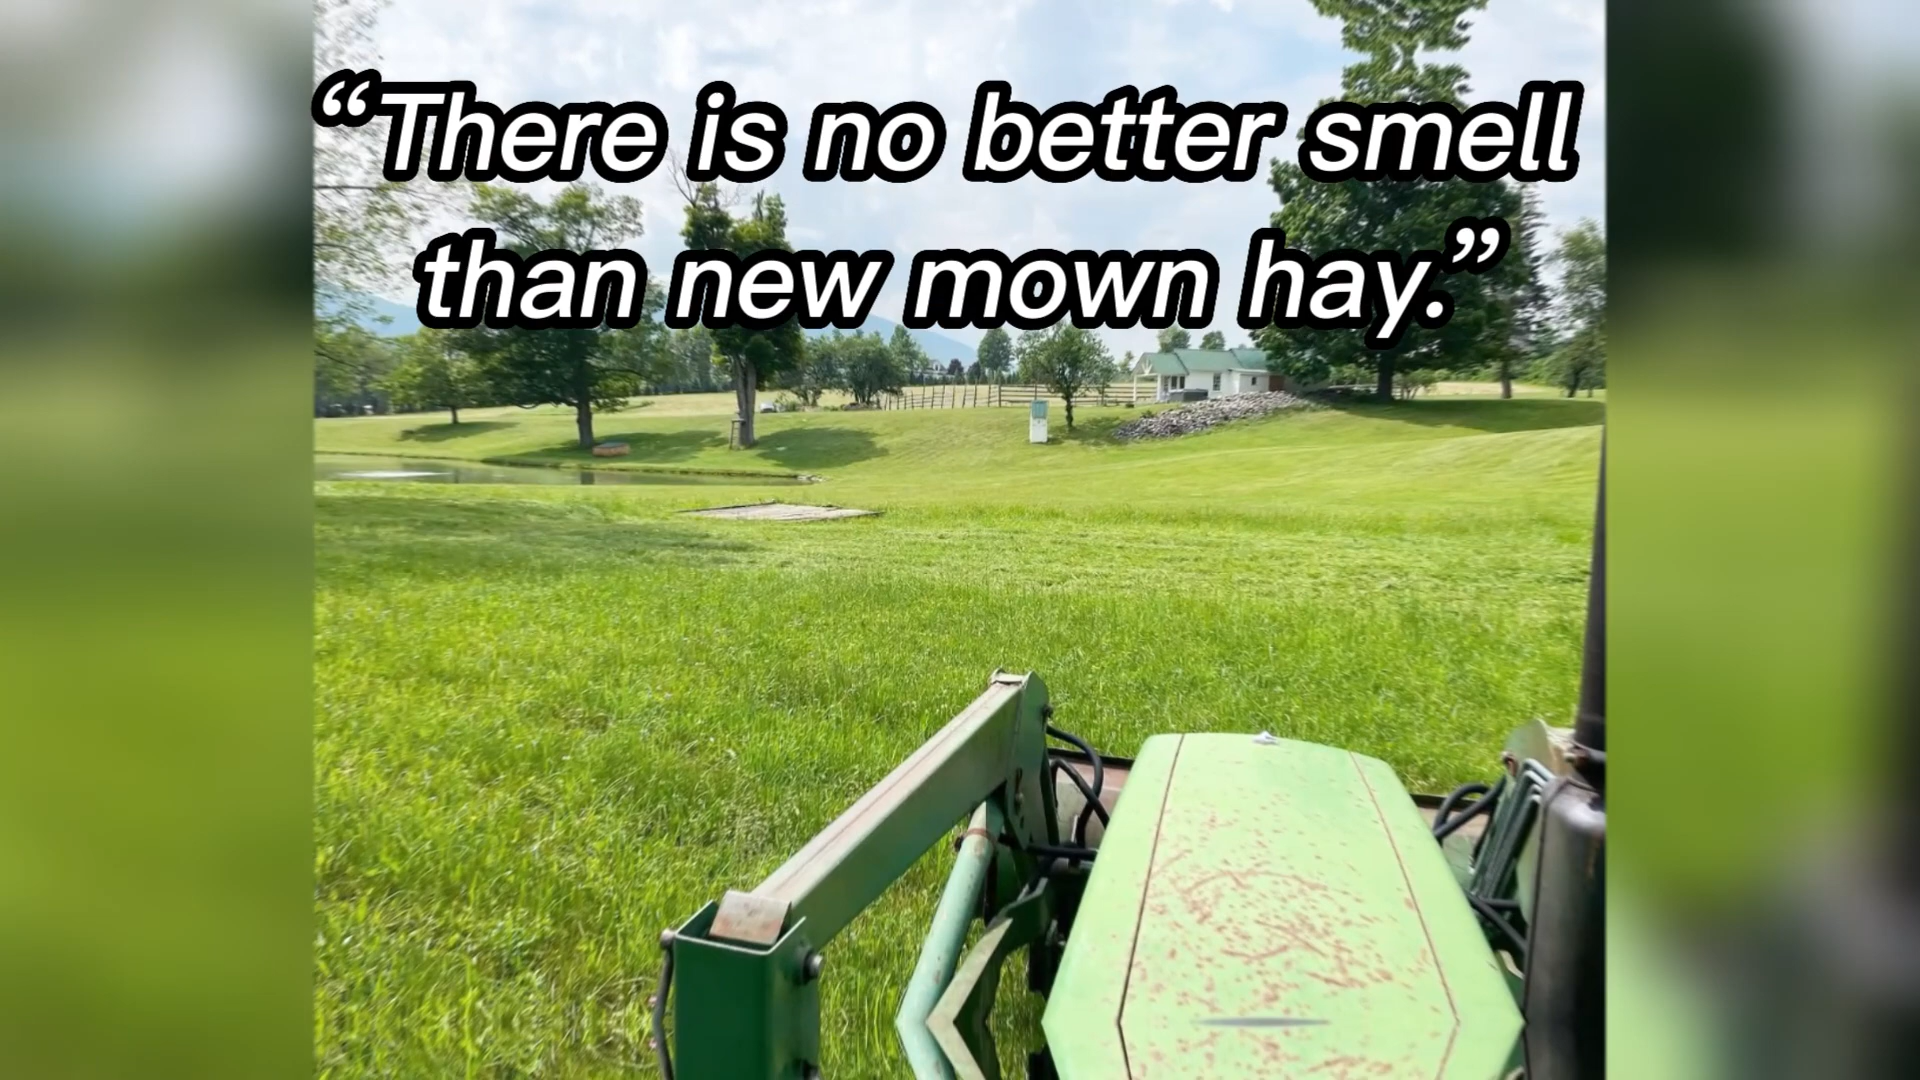 “There is no better smell
than new mown hay.”